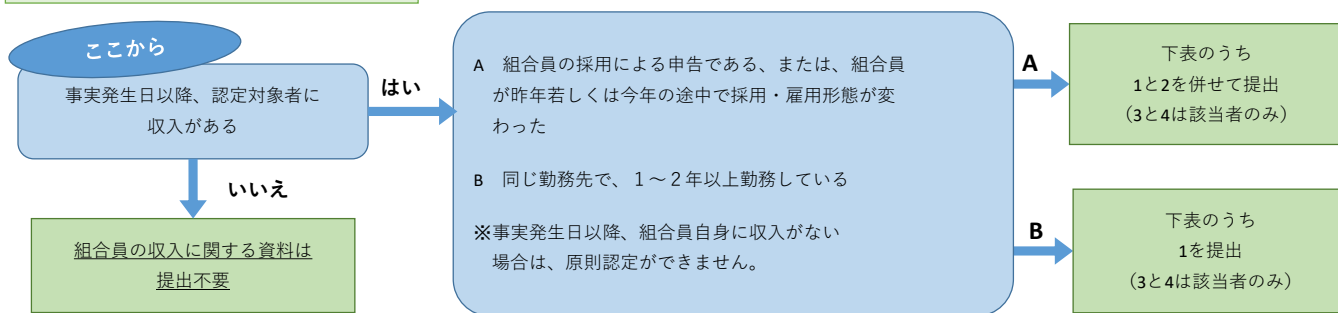 ここから
事実発生日以降、認定対象者に
収入がある
はい
いいえ
組合員の収入に関する資料は
提出不要
A 組合員の採用による申告である、または、組合員
が昨年若しくは今年の途中で採用・雇用形態が変
わった
B 同じ勤務先で、１～２年以上勤務している
※事実発生日以降、組合員自身に収入がない
場合は、原則認定ができません。
A
下表のうち
1と2を併せて提出
（3と4は該当者のみ）
B
下表のうち
1を提出
（3と4は該当者のみ）